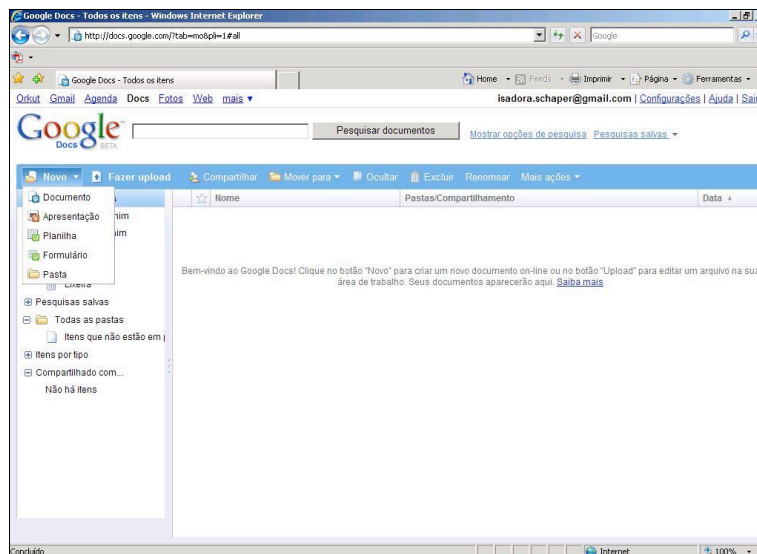 Google Docs - Todos os itens - Windows Internet Explorer
http://docs.google.com/?tab=mo&pli=1#all
Google
Google Docs - Todos os itens
Home Feeds Imprimir Página Ferramentas
Orkut Gmail Agenda Docs Fotos Web mais ▼
isadora.schaper@gmail.com | Configurações | Ajuda | Sair
Google Docs BETA
Pesquisar documentos
Mostrar opções de pesquisa Pesquisas salvas
Novo Fazer upload Compartilhar Mover para Ocultar Excluir Renomear Mais ações
Documento
Apresentação
Planilha
Formulário
Pasta
Nome Pastas/Compartilhamento Data
Lixeira
Pesquisas salvas
Todas as pastas
Itens que não estão em
Itens por tipo
Compartilhado com...
Não há itens
Bem-vindo ao Google Docs! Clique no botão "Novo" para criar um novo documento on-line ou no botão "Upload" para editar um arquivo na sua
área de trabalho. Seus documentos aparecerão aqui. Saiba mais
Concluído Internet 100%